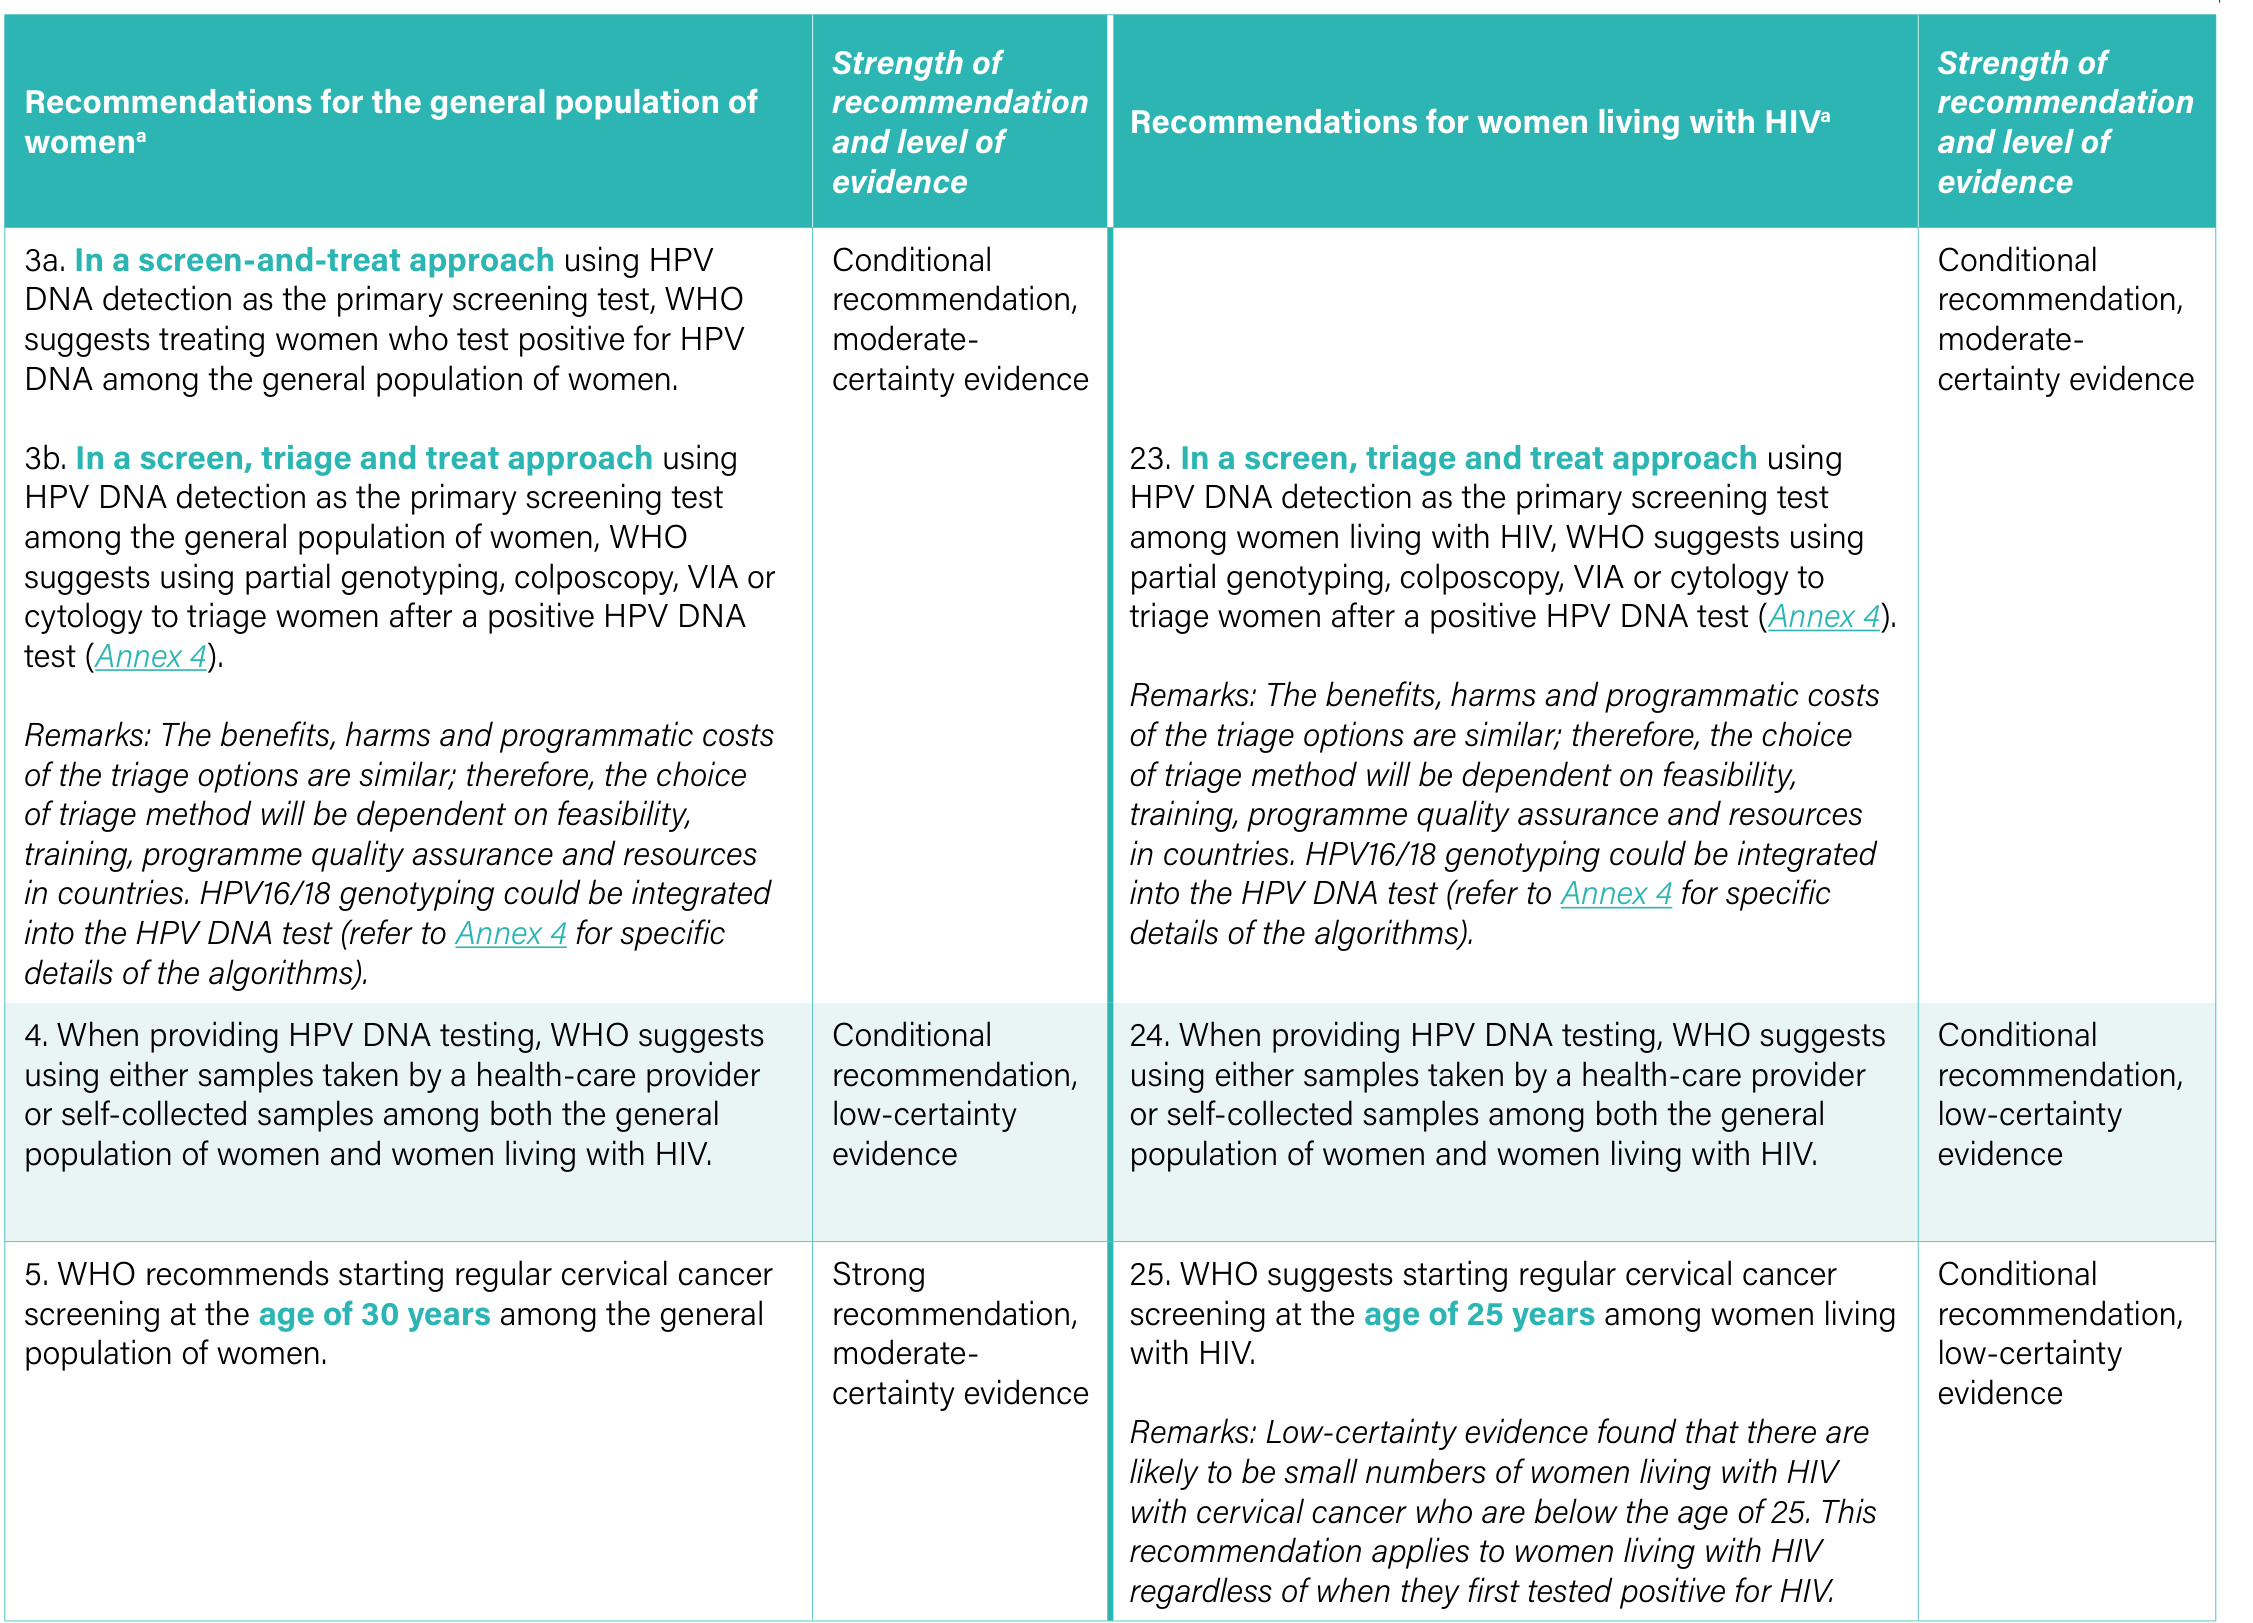 Recommendations for the general population of
womenᵃ
Strength of
recommendation
and level of
evidence
Recommendations for women living with HIVᵃ
Strength of
recommendation
and level of
evidence
3a. In a screen-and-treat approach using HPV
DNA detection as the primary screening test, WHO
suggests treating women who test positive for HPV
DNA among the general population of women.
3b. In a screen, triage and treat approach using
HPV DNA detection as the primary screening test
among the general population of women, WHO
suggests using partial genotyping, colposcopy, VIA or
cytology to triage women after a positive HPV DNA
test (Annex 4).
Remarks: The benefits, harms and programmatic costs
of the triage options are similar; therefore, the choice
of triage method will be dependent on feasibility,
training, programme quality assurance and resources
in countries. HPV16/18 genotyping could be integrated
into the HPV DNA test (refer to Annex 4 for specific
details of the algorithms).
Conditional
recommendation,
moderate-
certainty evidence
23. In a screen, triage and treat approach using
HPV DNA detection as the primary screening test
among women living with HIV, WHO suggests using
partial genotyping, colposcopy, VIA or cytology to
triage women after a positive HPV DNA test (Annex 4).
Remarks: The benefits, harms and programmatic costs
of the triage options are similar; therefore, the choice
of triage method will be dependent on feasibility,
training, programme quality assurance and resources
in countries. HPV16/18 genotyping could be integrated
into the HPV DNA test (refer to Annex 4 for specific
details of the algorithms).
Conditional
recommendation,
moderate-
certainty evidence
4. When providing HPV DNA testing, WHO suggests
using either samples taken by a health-care provider
or self-collected samples among both the general
population of women and women living with HIV.
Conditional
recommendation,
low-certainty
evidence
24. When providing HPV DNA testing, WHO suggests
using either samples taken by a health-care provider
or self-collected samples among both the general
population of women and women living with HIV.
Conditional
recommendation,
low-certainty
evidence
5. WHO recommends starting regular cervical cancer
screening at the age of 30 years among the general
population of women.
Strong
recommendation,
moderate-
certainty evidence
25. WHO suggests starting regular cervical cancer
screening at the age of 25 years among women living
with HIV.
Remarks: Low-certainty evidence found that there are
likely to be small numbers of women living with HIV
with cervical cancer who are below the age of 25. This
recommendation applies to women living with HIV
regardless of when they first tested positive for HIV.
Conditional
recommendation,
low-certainty
evidence